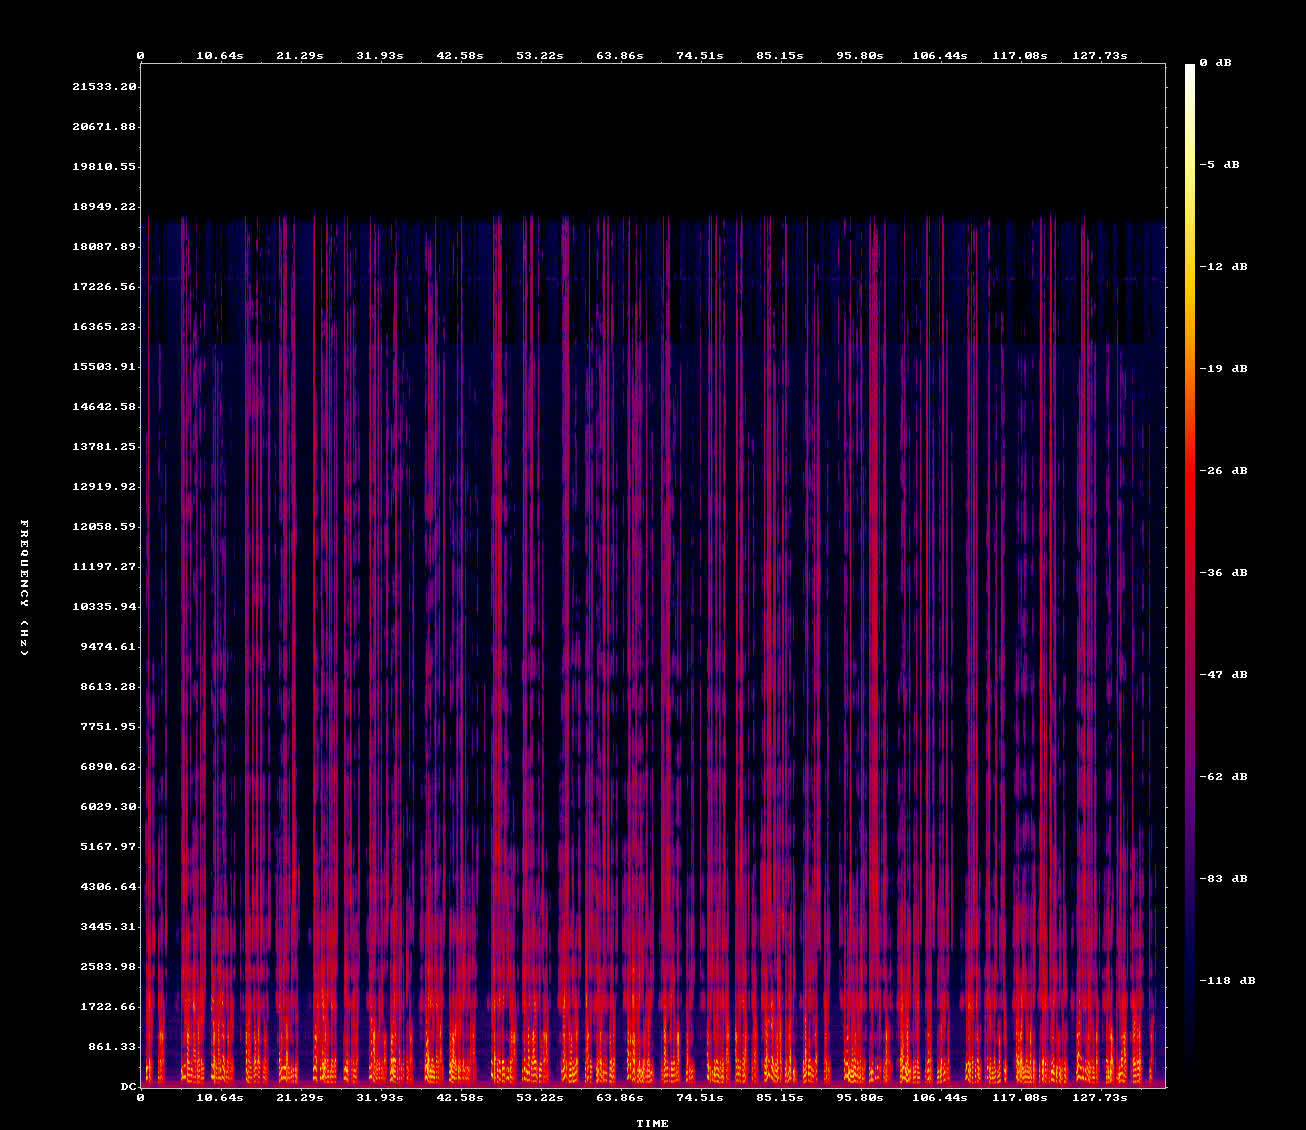 0 10.64s 21.29s 31.93s 42.58s 53.22s 63.86s 74.51s 85.15s 95.80s 106.44s 117.08s 127.73s
0 dB
21533.20
20671.88
19810.55
-5 dB
18949.22
18087.89
-12 dB
17226.56
16365.23
15503.91
-19 dB
14642.58
13781.25
-26 dB
12919.92
12058.59
11197.27
-36 dB
10335.94
9474.61
FREQUENCY (Hz)
8613.28
-47 dB
7751.95
6890.62
-62 dB
6029.30
5167.97
4306.64
-83 dB
3445.31
2583.98
-118 dB
1722.66
861.33
DC
0 10.64s 21.29s 31.93s 42.58s 53.22s 63.86s 74.51s 85.15s 95.80s 106.44s 117.08s 127.73s
TIME